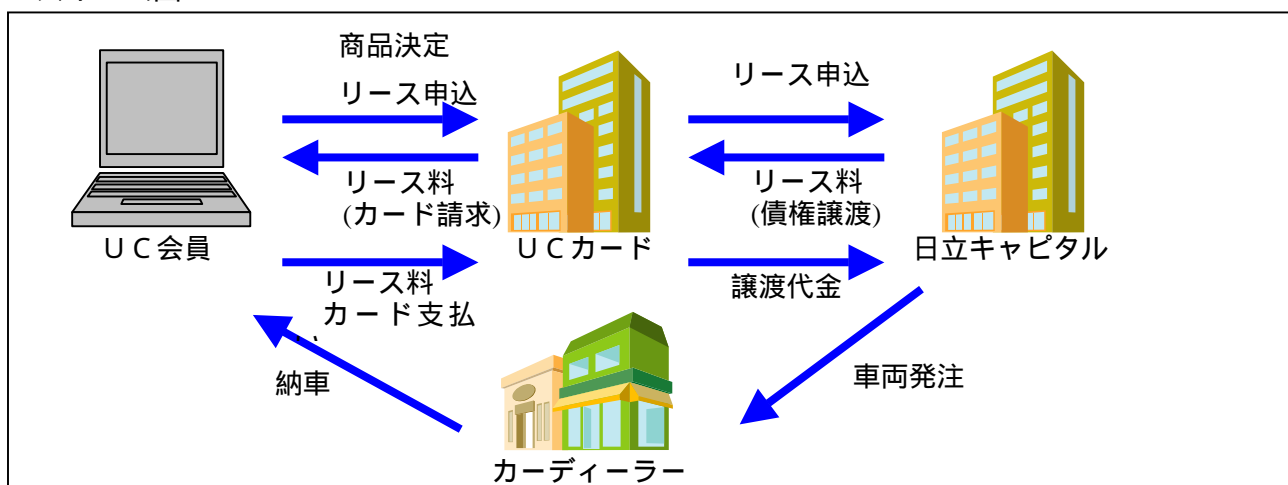 商品決定
リース申込
リース申込
リース料
(カード請求)
リース料
(債権譲渡)
ＵＣ会員
ＵＣカード
日立キャピタル
リース料
カード支払
譲渡代金
納車
車両発注
カーディーラー